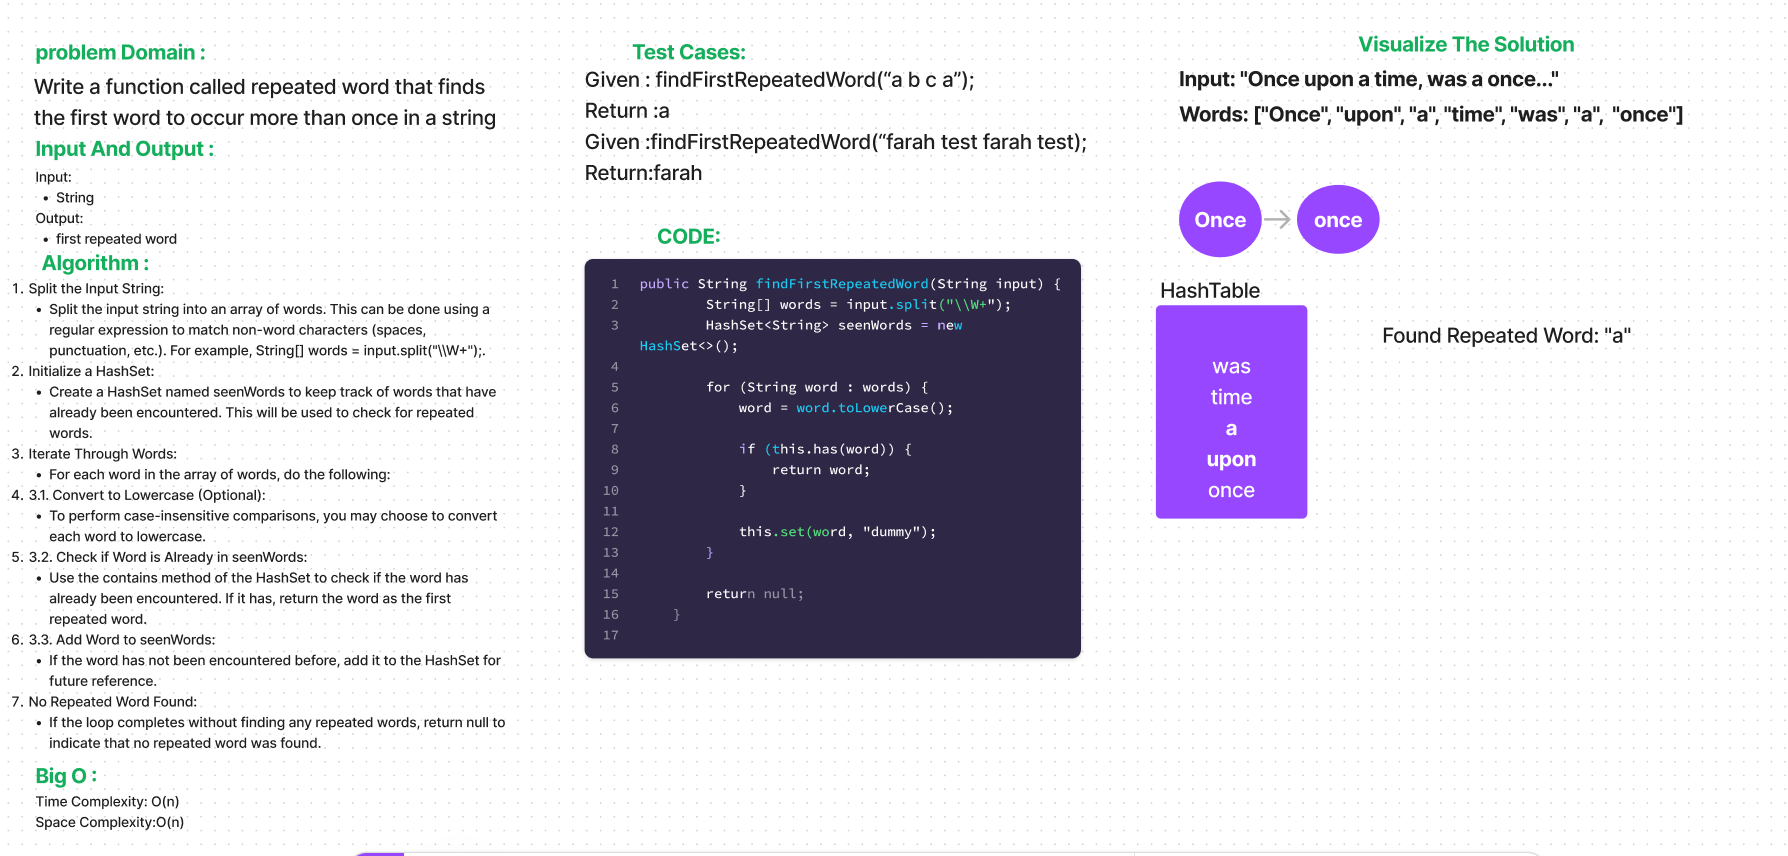 problem Domain :
Write a function called repeated word that finds
the first word to occur more than once in a string
Input And Output :
Input:
• String
Output:
• first repeated word
Algorithm :
1. Split the Input String:
• Split the input string into an array of words. This can be done using a
regular expression to match non-word characters (spaces,
punctuation, etc.). For example, String[] words = input.split("\\W+");.
2. Initialize a HashSet:
• Create a HashSet named seenWords to keep track of words that have
already been encountered. This will be used to check for repeated
words.
3. Iterate Through Words:
• For each word in the array of words, do the following:
4. 3.1. Convert to Lowercase (Optional):
• To perform case-insensitive comparisons, you may choose to convert
each word to lowercase.
5. 3.2. Check if Word is Already in seenWords:
• Use the contains method of the HashSet to check if the word has
already been encountered. If it has, return the word as the first
repeated word.
6. 3.3. Add Word to seenWords:
• If the word has not been encountered before, add it to the HashSet for
future reference.
7. No Repeated Word Found:
• If the loop completes without finding any repeated words, return null to
indicate that no repeated word was found.
Big O :
Time Complexity: O(n)
Space Complexity:O(n)
Test Cases:
Given : findFirstRepeatedWord(“a b c a”);
Return :a
Given :findFirstRepeatedWord(“farah test farah test);
Return:farah
CODE:
1 public String findFirstRepeatedWord(String input) {
2 String[] words = input.split("\\W+");
3 HashSet<String> seenWords = new
HashSet<>();
4
5 for (String word : words) {
6 word = word.toLowerCase();
7
8 if (this.has(word)) {
9 return word;
10 }
11
12 this.set(word, "dummy");
13 }
14
15 return null;
16 }
17
Visualize The Solution
Input: "Once upon a time, was a once..."
Words: ["Once", "upon", "a", "time", "was", "a", "once"]
Once
once
HashTable
was
time
a
upon
once
Found Repeated Word: "a"